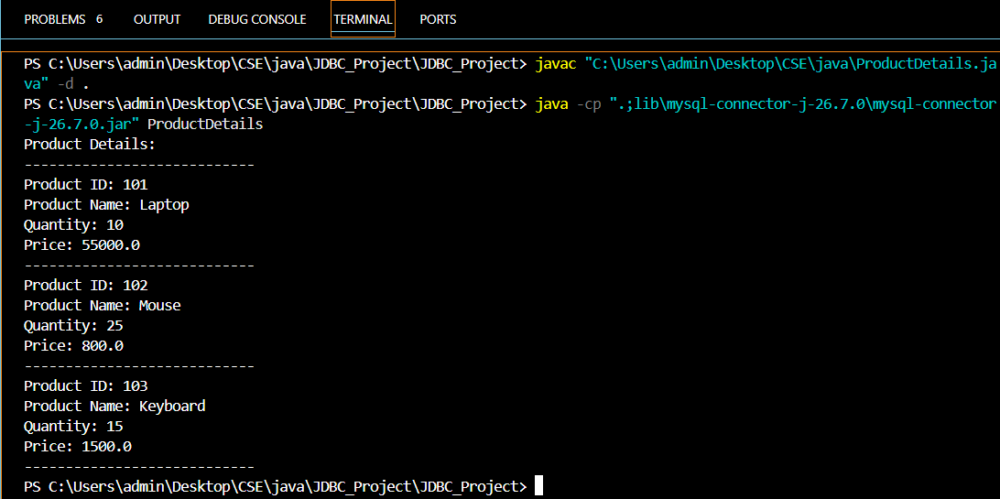 PROBLEMS 6 OUTPUT DEBUG CONSOLE TERMINAL PORTS
PS C:\Users\admin\Desktop\CSE\java\JDBC_Project\JDBC_Project> javac "C:\Users\admin\Desktop\CSE\java\ProductDetails.ja
va" -d .
PS C:\Users\admin\Desktop\CSE\java\JDBC_Project\JDBC_Project> java -cp ".;lib\mysql-connector-j-26.7.0\mysql-connector
-j-26.7.0.jar" ProductDetails
Product Details:
----------------------------
Product ID: 101
Product Name: Laptop
Quantity: 10
Price: 55000.0
----------------------------
Product ID: 102
Product Name: Mouse
Quantity: 25
Price: 800.0
----------------------------
Product ID: 103
Product Name: Keyboard
Quantity: 15
Price: 1500.0
----------------------------
PS C:\Users\admin\Desktop\CSE\java\JDBC_Project\JDBC_Project>